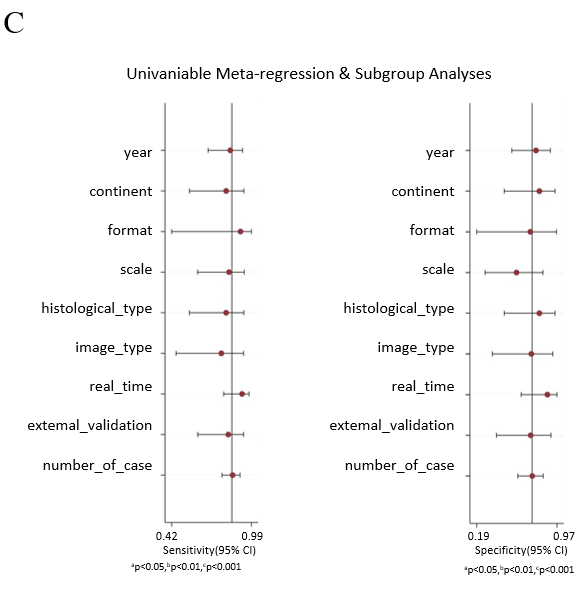 C
Univaniable Meta-regression & Subgroup Analyses
year
continent
format
scale
histological_type
image_type
real_time
extemal_validation
number_of_case
0.42 0.99
Sensitivity(95% CI)
ᵃp<0.05,ᵇp<0.01,ᶜp<0.001
year
continent
format
scale
histological_type
image_type
real_time
extemal_validation
number_of_case
0.19 0.97
Specificity(95% CI)
ᵃp<0.05,ᵇp<0.01,ᶜp<0.001